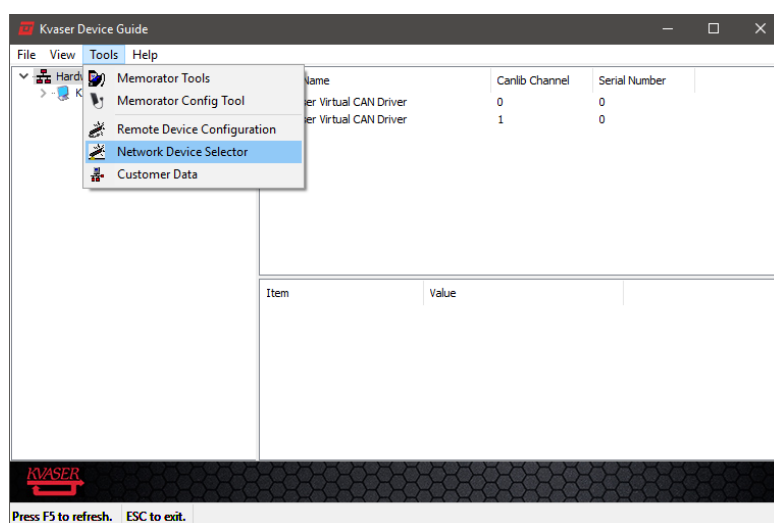 Kvaser Device Guide
File View Tools Help
Hardw
K
Memorator Tools
Memorator Config Tool
Remote Device Configuration
Network Device Selector
Customer Data
Name Canlib Channel Serial Number
ser Virtual CAN Driver 0 0
ser Virtual CAN Driver 1 0
Item Value
KVASER
Press F5 to refresh. ESC to exit.